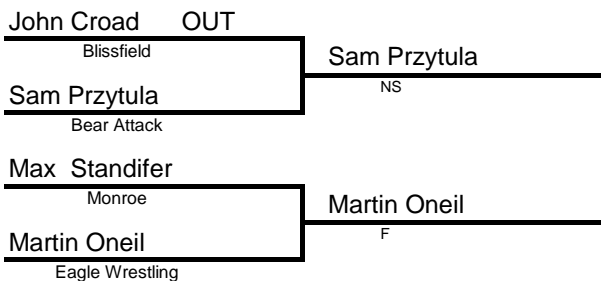 John Croad OUT
Blissfield
Sam Przytula
Bear Attack
Sam Przytula
NS
Max Standifer
Monroe
Martin Oneil
Eagle Wrestling
Martin Oneil
F